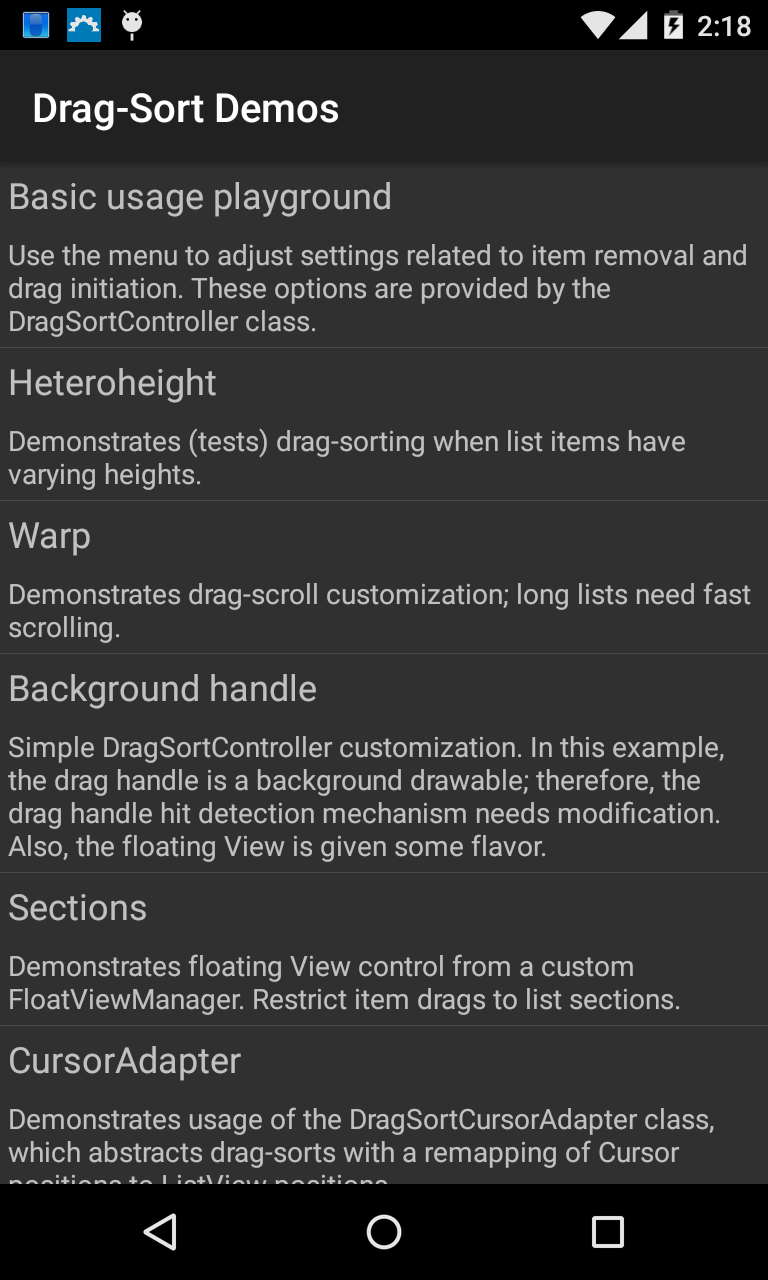 2:18
Drag-Sort Demos
Basic usage playground
Use the menu to adjust settings related to item removal and
drag initiation. These options are provided by the
DragSortController class.
Heteroheight
Demonstrates (tests) drag-sorting when list items have
varying heights.
Warp
Demonstrates drag-scroll customization; long lists need fast
scrolling.
Background handle
Simple DragSortController customization. In this example,
the drag handle is a background drawable; therefore, the
drag handle hit detection mechanism needs modification.
Also, the floating View is given some flavor.
Sections
Demonstrates floating View control from a custom
FloatViewManager. Restrict item drags to list sections.
CursorAdapter
Demonstrates usage of the DragSortCursorAdapter class,
which abstracts drag-sorts with a remapping of Cursor
positions to ListView positions.